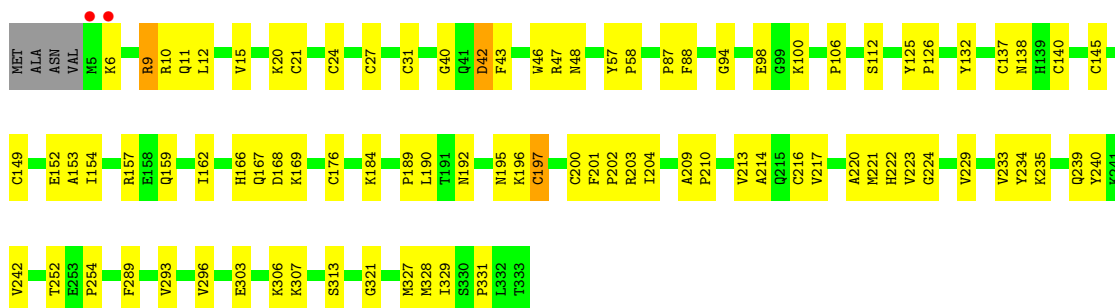 MET ALA ASN VAL M5 K6 R9 R10 Q11 L12 V15 K20 C21 C24 C27 C31 G40 Q41 D42 F43 W46 R47 N48 Y57 P58 P87 F88 G94 E98 G99 K100 P106 S112 Y125 P126 Y132 C137 N138 H139 C140 C145
C149 E152 A153 I154 R157 E158 Q159 I162 H166 Q167 D168 K169 C176 K184 P189 L190 T191 N192 N195 K196 C197 C200 F201 P202 R203 I204 A209 P210 V213 A214 Q215 C216 V217 A220 M221 H222 V223 G224 V229 V233 Y234 K235 Q239 Y240 K241
V242 T252 E253 P254 F289 V293 V296 E303 K306 K307 S313 G321 M327 M328 I329 S330 P331 L332 T333